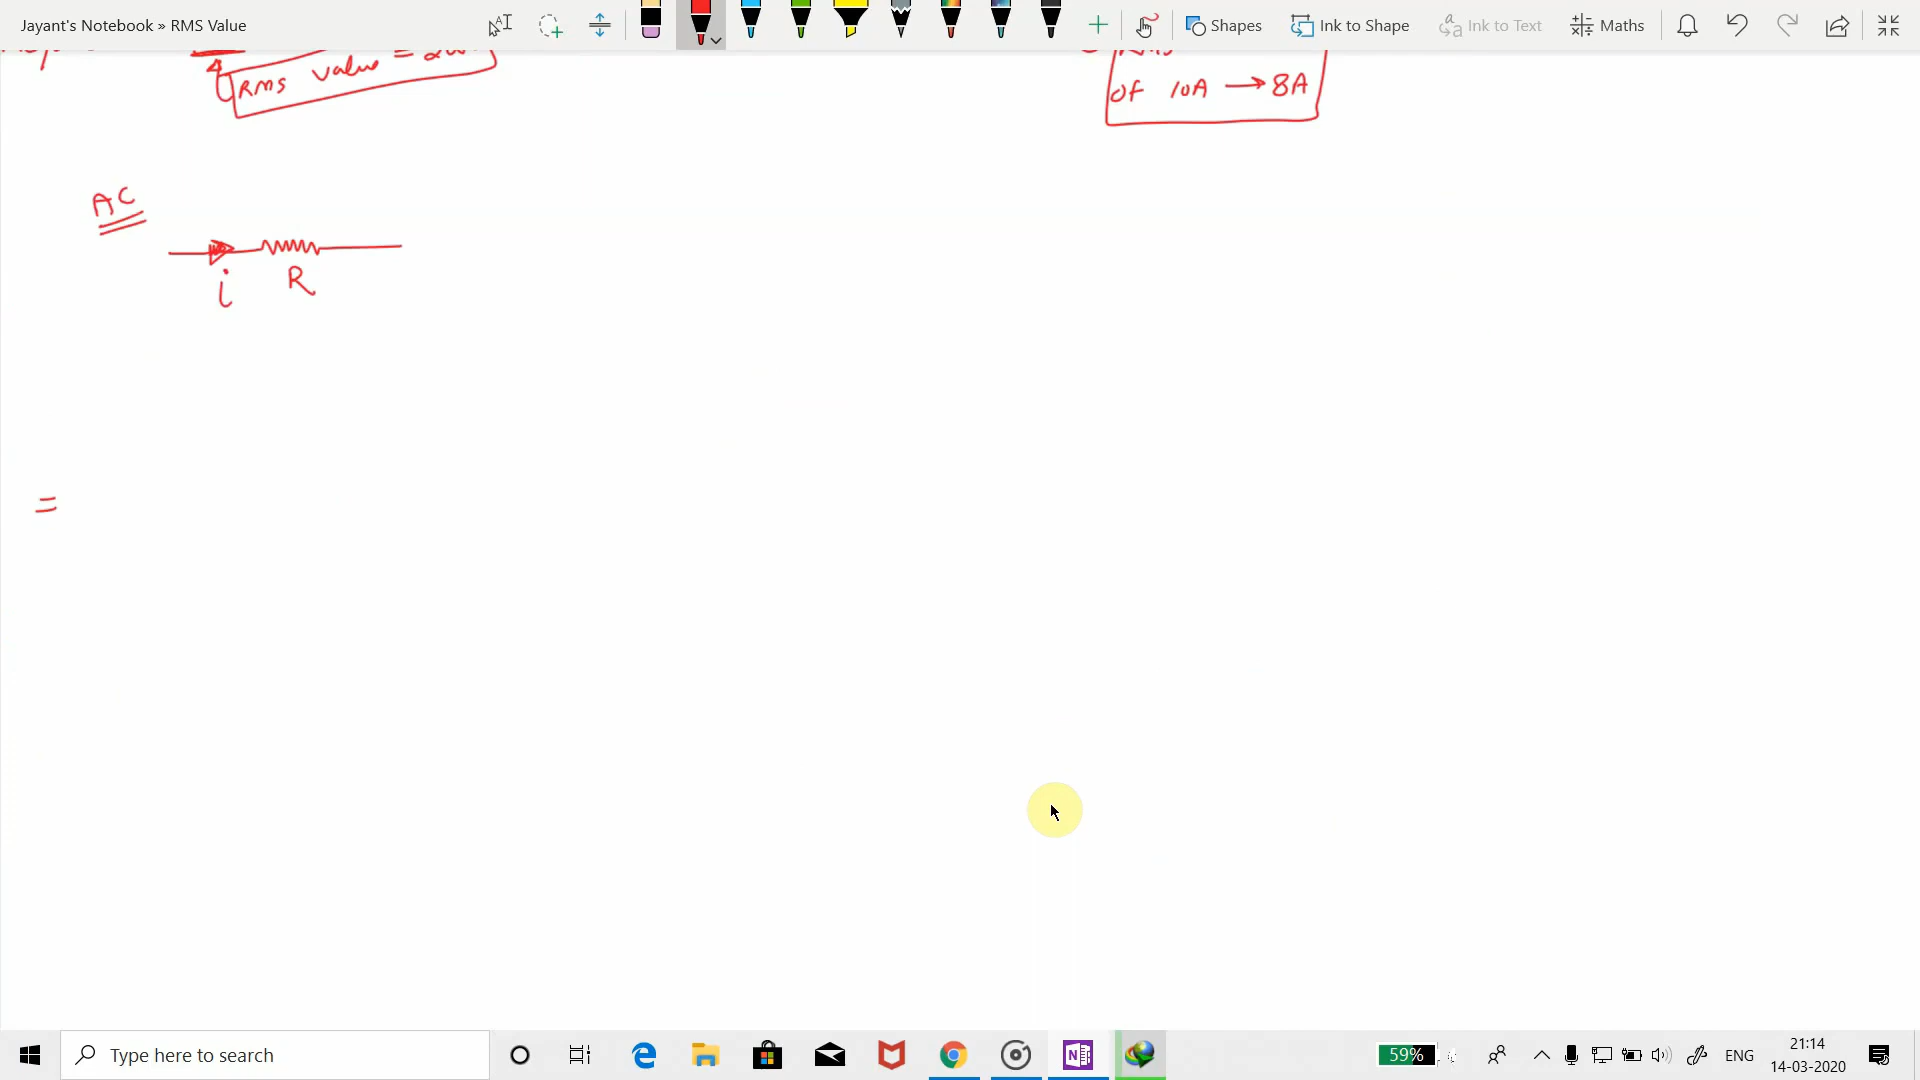 Jayant's Notebook » RMS Value
Shapes
Ink to Shape
Ink to Text
Maths
RMS value =
RMS
of 10A → 8A
AC
i
R
=
Type here to search
59%
ENG
21:14
14-03-2020